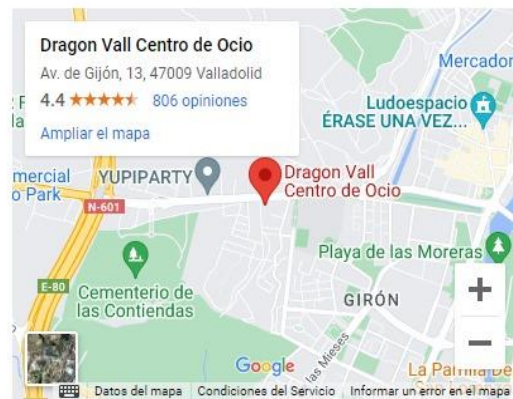 Dragon Vall Centro de Ocio
Av. de Gijón, 13, 47009 Valladolid
4.4 806 opiniones
Ampliar el mapa
Mercado
Ludoespacio
ÉRASE UNA VEZ...
mercial
o Park
YUPIPARTY
Dragon Vall
Centro de Ocio
N-601
Playa de las Moreras
E-80
Cementerio de
las Contiendas
GIRÓN
las Mieses
Google
La Parrilla De
Datos del mapa Condiciones del Servicio Informar un error en el mapa